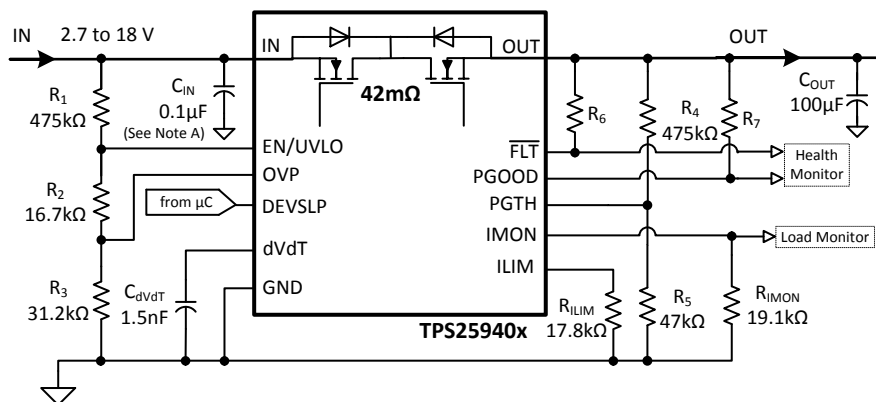 IN
2.7 to 18 V
IN
OUT
OUT
R1
475kΩ
CIN
0.1µF
(See Note A)
42mΩ
R6
R4
475kΩ
R7
COUT
100µF
EN/UVLO
FLT
Health
Monitor
OVP
PGOOD
R2
16.7kΩ
from µC
DEVSLP
PGTH
dVdT
IMON
Load Monitor
ILIM
R3
31.2kΩ
CdVdT
1.5nF
GND
RILIM
17.8kΩ
R5
47kΩ
RIMON
19.1kΩ
TPS25940x